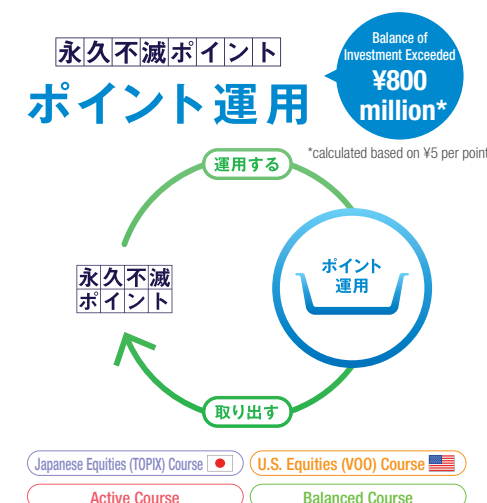 永久不滅ポイント
ポイント運用
Balance of
Investment Exceeded
¥800
million*
*calculated based on ¥5 per point
運用する
永久不滅
ポイント
ポイント
運用
取り出す
Japanese Equities (TOPIX) Course
U.S. Equities (VOO) Course
Active Course
Balanced Course